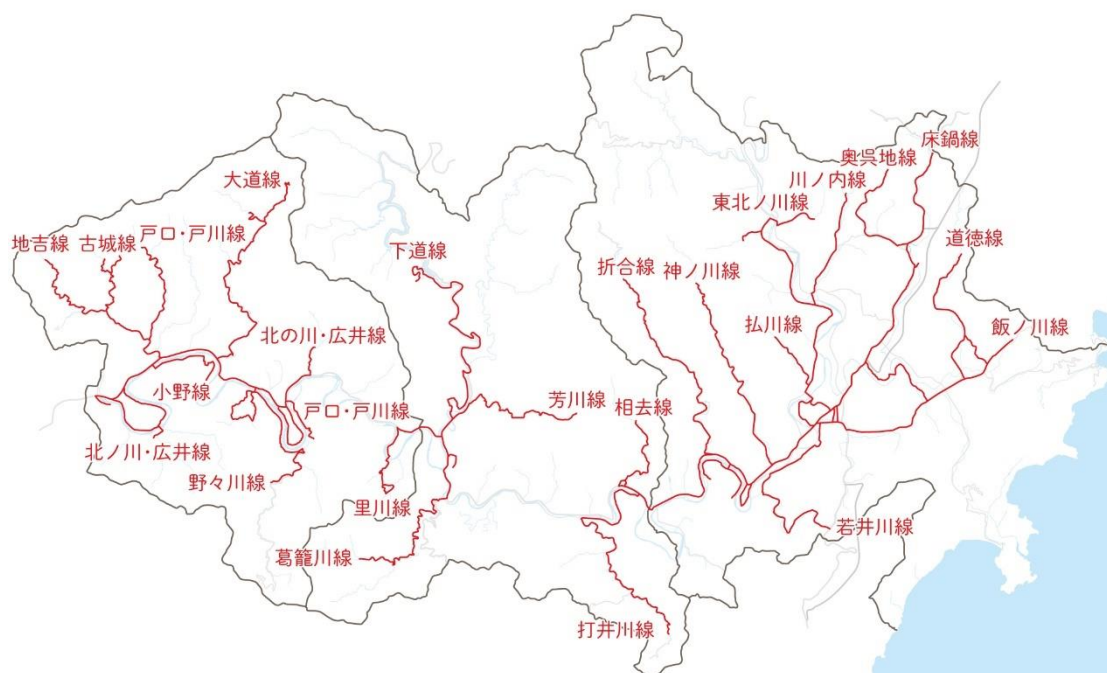 床鍋線
奥呉地線
川ノ内線
大道線
東北ノ川線
戸口・戸川線
地吉線
古城線
下道線
道徳線
折合線
神ノ川線
払川線
飯ノ川線
北の川・広井線
小野線
芳川線
相去線
戸口・戸川線
北ノ川・広井線
野々川線
里川線
若井川線
葛籠川線
打井川線